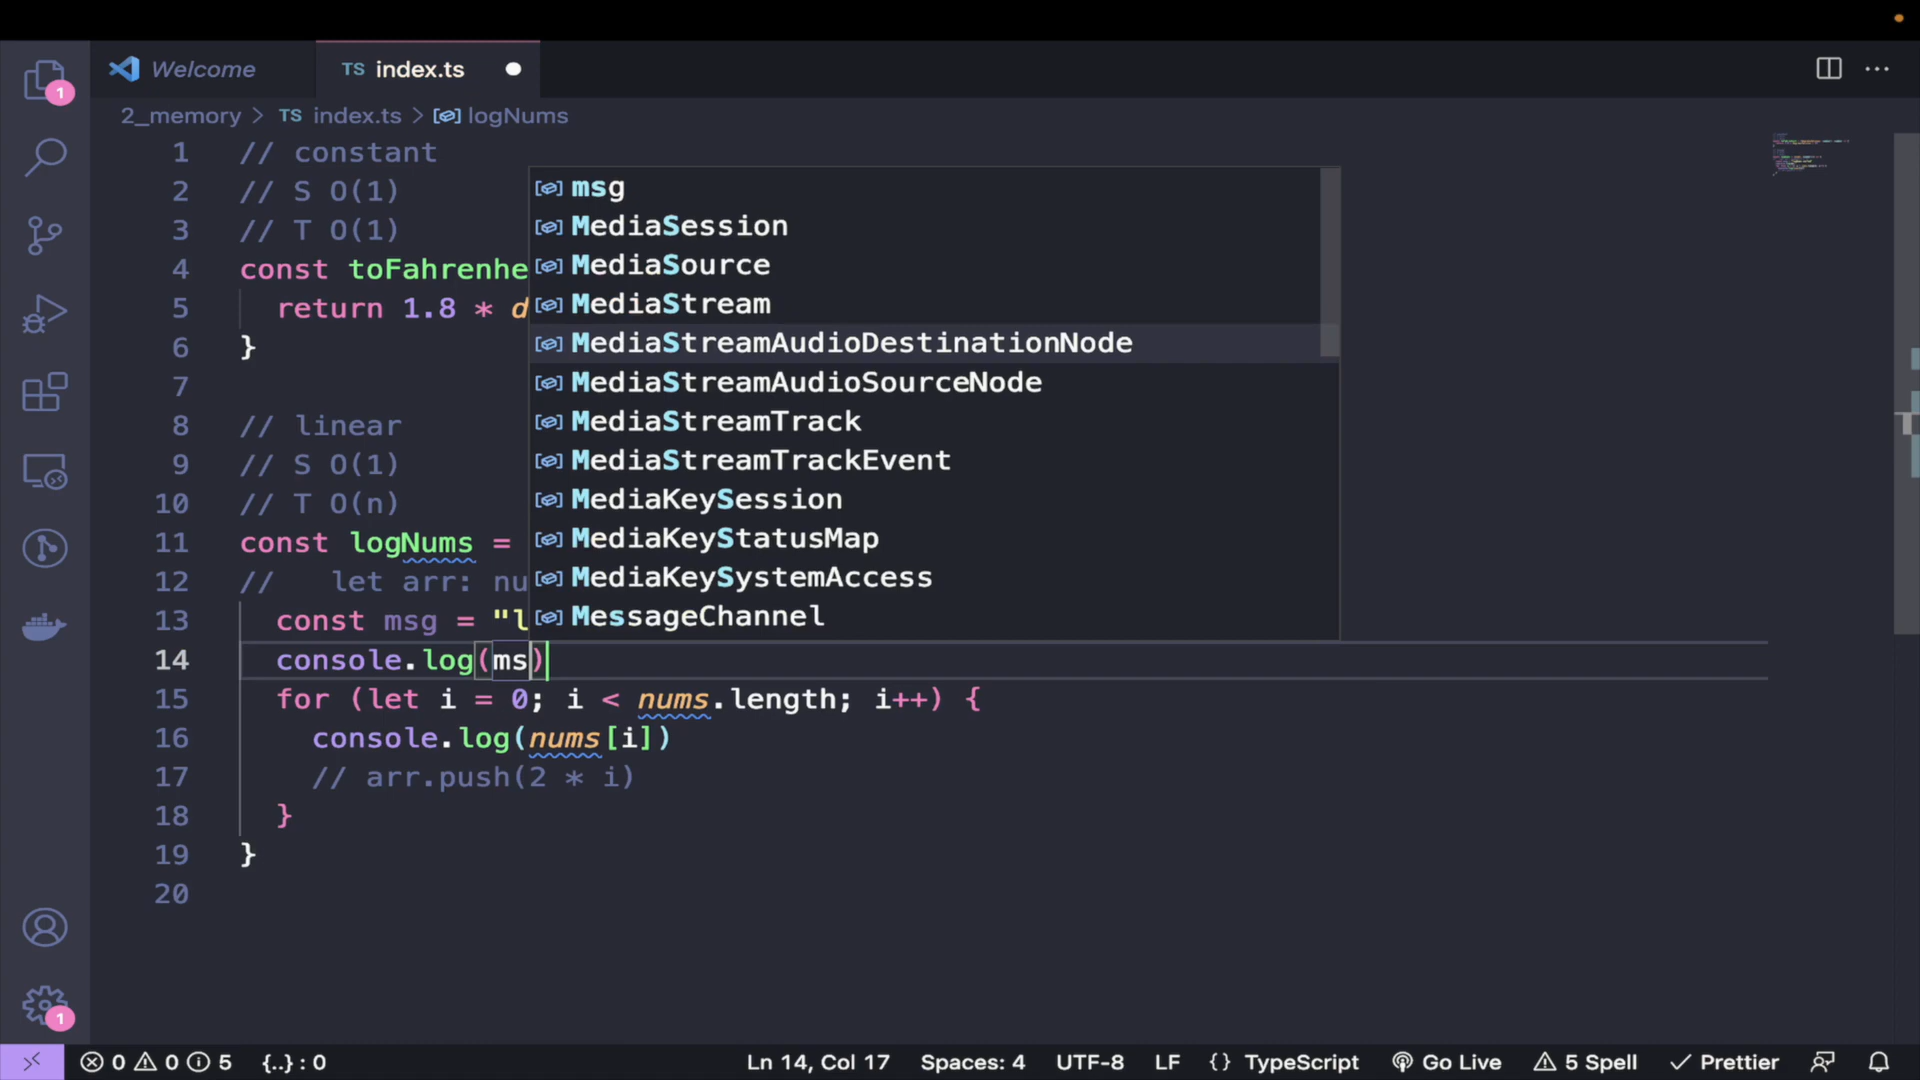 Welcome
TS index.ts
2_memory > TS index.ts > logNums
1 // constant
2 // S O(1)
3 // T O(1)
4 const toFahrenhe
5 return 1.8 * d
6 }
7
8 // linear
9 // S O(1)
10 // T O(n)
11 const logNums =
12 // let arr: nu
13 const msg = "l
14 console.log(ms)
15 for (let i = 0; i < nums.length; i++) {
16 console.log(nums[i])
17 // arr.push(2 * i)
18 }
19 }
20
msg
MediaSession
MediaSource
MediaStream
MediaStreamAudioDestinationNode
MediaStreamAudioSourceNode
MediaStreamTrack
MediaStreamTrackEvent
MediaKeySession
MediaKeyStatusMap
MediaKeySystemAccess
MessageChannel
1
1
0 0 5 {..} : 0 Ln 14, Col 17 Spaces: 4 UTF-8 LF {} TypeScript Go Live 5 Spell Prettier